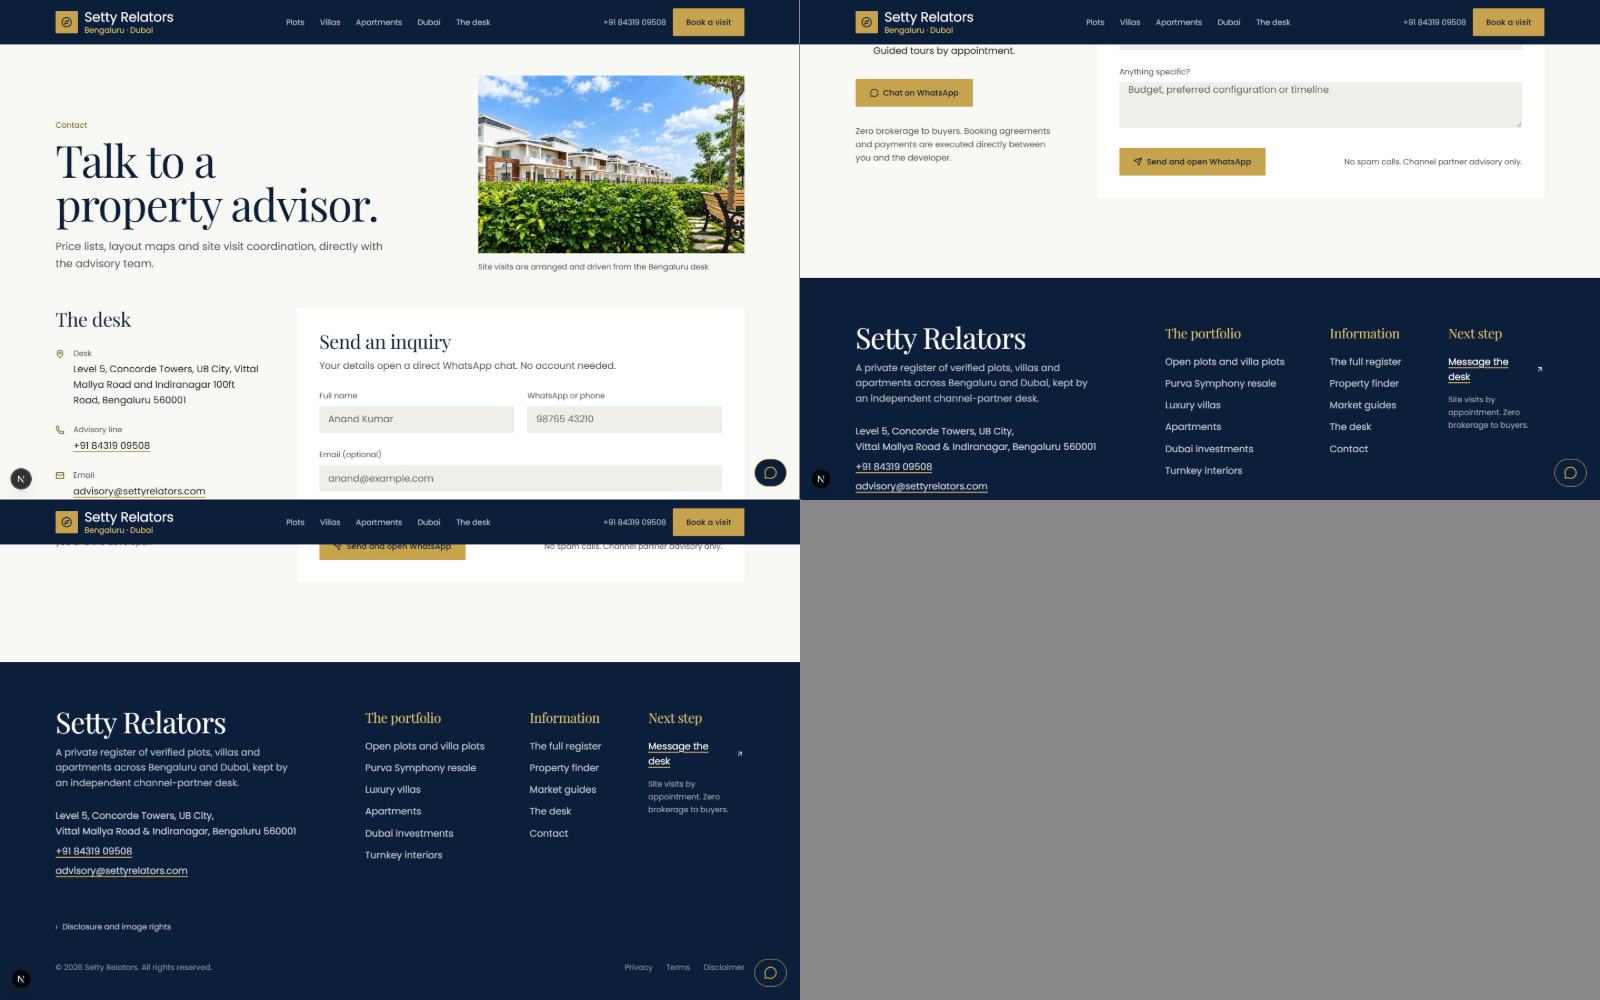 Setty Relators
Bengaluru · Dubai
Plots
Villas
Apartments
Dubai
The desk
+91 84319 09508
Book a visit
Contact
Talk to a
property advisor.
Price lists, layout maps and site visit coordination, directly with
the advisory team.
Site visits are arranged and driven from the Bengaluru desk
The desk
Desk
Level 5, Concorde Towers, UB City, Vittal
Mallya Road and Indiranagar 100ft
Road, Bengaluru 560001
Advisory line
+91 84319 09508
Email
advisory@settyrelators.com
Send an inquiry
Your details open a direct WhatsApp chat. No account needed.
Full name
Anand Kumar
WhatsApp or phone
98765 43210
Email (optional)
anand@example.com
N
Setty Relators
Bengaluru · Dubai
Plots
Villas
Apartments
Dubai
The desk
+91 84319 09508
Book a visit
Guided tours by appointment.
Chat on WhatsApp
Zero brokerage to buyers. Booking agreements
and payments are executed directly between
you and the developer.
Anything specific?
Budget, preferred configuration or timeline
Send and open WhatsApp
No spam calls. Channel partner advisory only.
Setty Relators
A private register of verified plots, villas and
apartments across Bengaluru and Dubai, kept by
an independent channel-partner desk.
Level 5, Concorde Towers, UB City,
Vittal Mallya Road & Indiranagar, Bengaluru 560001
+91 84319 09508
advisory@settyrelators.com
The portfolio
Open plots and villa plots
Purva Symphony resale
Luxury villas
Apartments
Dubai investments
Turnkey interiors
Information
The full register
Property finder
Market guides
The desk
Contact
Next step
Message the
desk
Site visits by
appointment. Zero
brokerage to buyers.
N
Setty Relators
Bengaluru · Dubai
Plots
Villas
Apartments
Dubai
The desk
+91 84319 09508
Book a visit
you and the developer.
Send and open WhatsApp
No spam calls. Channel partner advisory only.
Setty Relators
A private register of verified plots, villas and
apartments across Bengaluru and Dubai, kept by
an independent channel-partner desk.
Level 5, Concorde Towers, UB City,
Vittal Mallya Road & Indiranagar, Bengaluru 560001
+91 84319 09508
advisory@settyrelators.com
The portfolio
Open plots and villa plots
Purva Symphony resale
Luxury villas
Apartments
Dubai investments
Turnkey interiors
Information
The full register
Property finder
Market guides
The desk
Contact
Next step
Message the
desk
Site visits by
appointment. Zero
brokerage to buyers.
› Disclosure and image rights
© 2026 Setty Relators. All rights reserved.
Privacy
Terms
Disclaimer
N